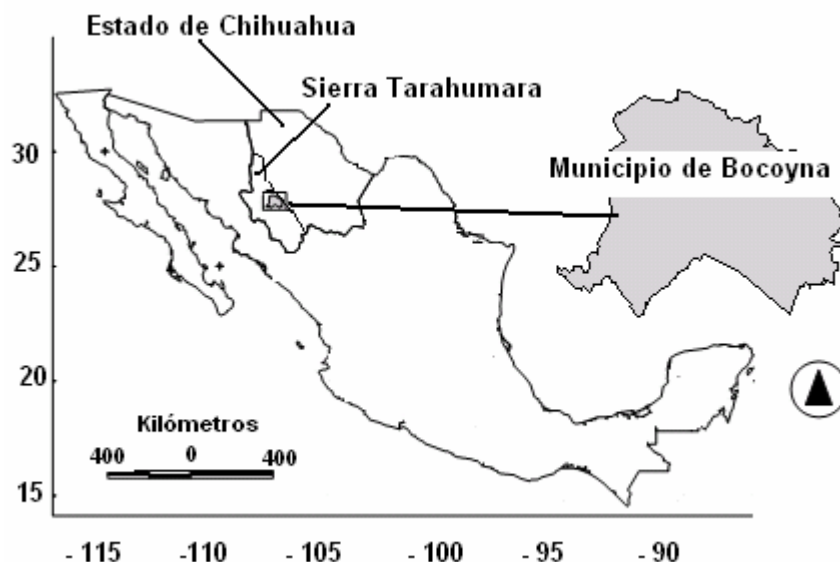 Estado de Chihuahua
Sierra Tarahumara
Municipio de Bocoyna
30
25
20
15
Kilómetros
400 0 400
- 115 -110 - 105 - 100 - 95 - 90